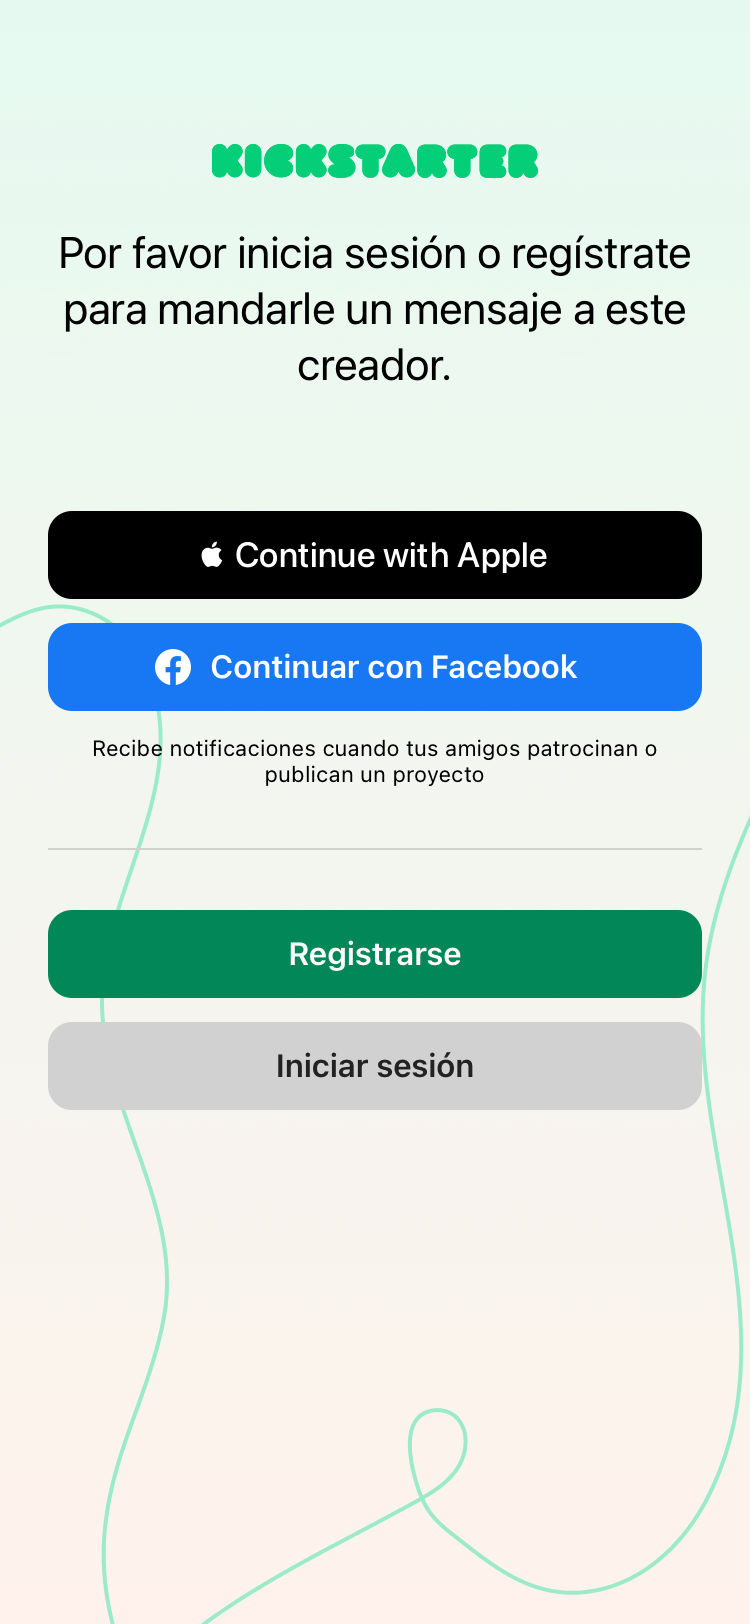 KICKSTARTER
Por favor inicia sesión o regístrate
para mandarle un mensaje a este
creador.
Continue with Apple
Continuar con Facebook
Recibe notificaciones cuando tus amigos patrocinan o
publican un proyecto
Registrarse
Iniciar sesión